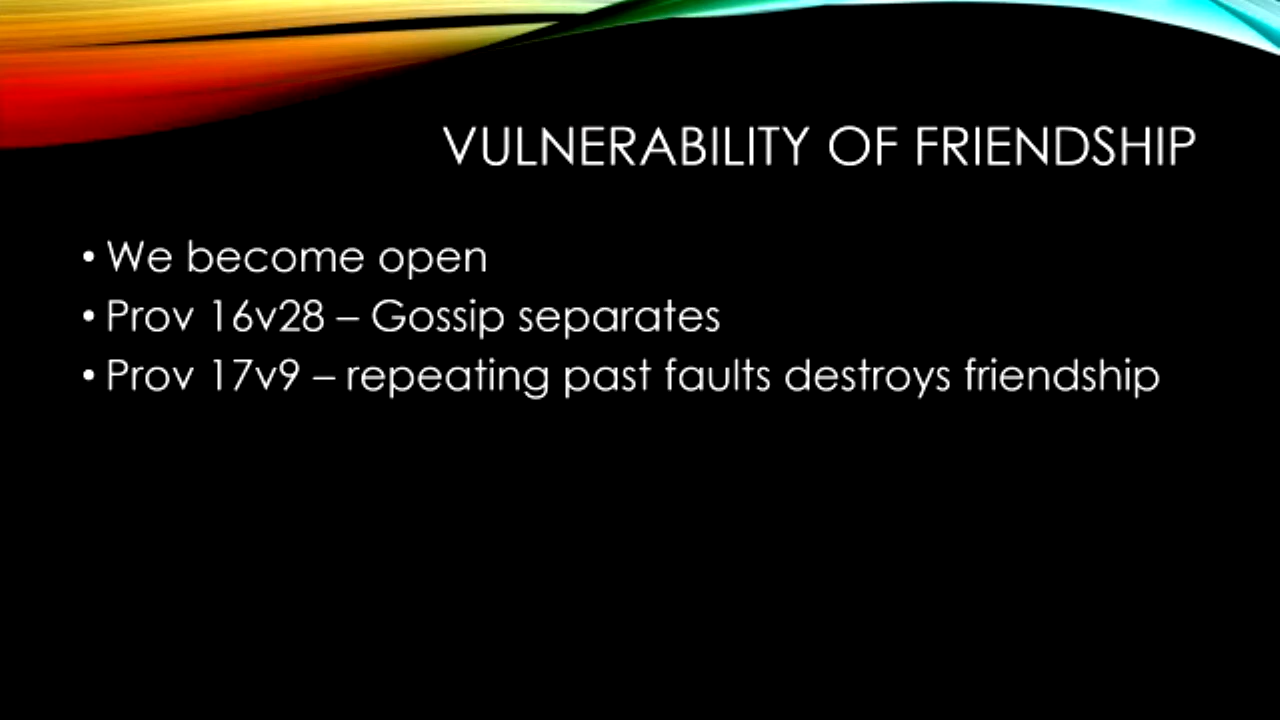 VULNERABILITY OF FRIENDSHIP
• We become open
• Prov 16v28 – Gossip separates
• Prov 17v9 – repeating past faults destroys friendship